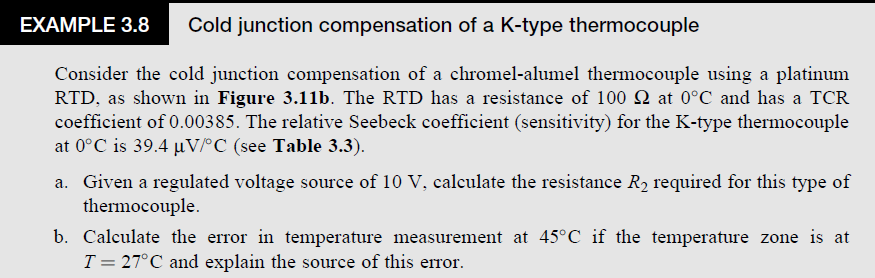 EXAMPLE 3.8 Cold junction compensation of a K-type thermocouple
Consider the cold junction compensation of a chromel-alumel thermocouple using a platinum
RTD, as shown in Figure 3.11b. The RTD has a resistance of 100 Ω at 0°C and has a TCR
coefficient of 0.00385. The relative Seebeck coefficient (sensitivity) for the K-type thermocouple
at 0°C is 39.4 μV/°C (see Table 3.3).
a. Given a regulated voltage source of 10 V, calculate the resistance R₂ required for this type of
thermocouple.
b. Calculate the error in temperature measurement at 45°C if the temperature zone is at
T = 27°C and explain the source of this error.